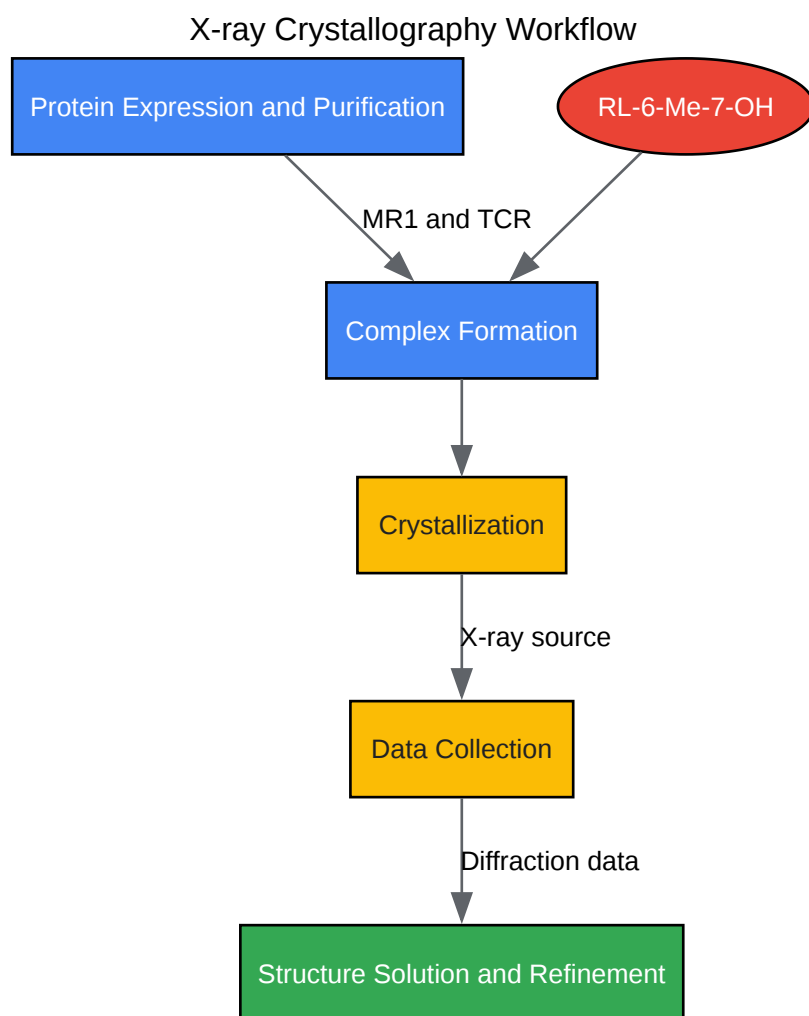 X-ray Crystallography Workflow
Protein Expression and Purification
RL-6-Me-7-OH
MR1 and TCR
Complex Formation
Crystallization
X-ray source
Data Collection
Diffraction data
Structure Solution and Refinement